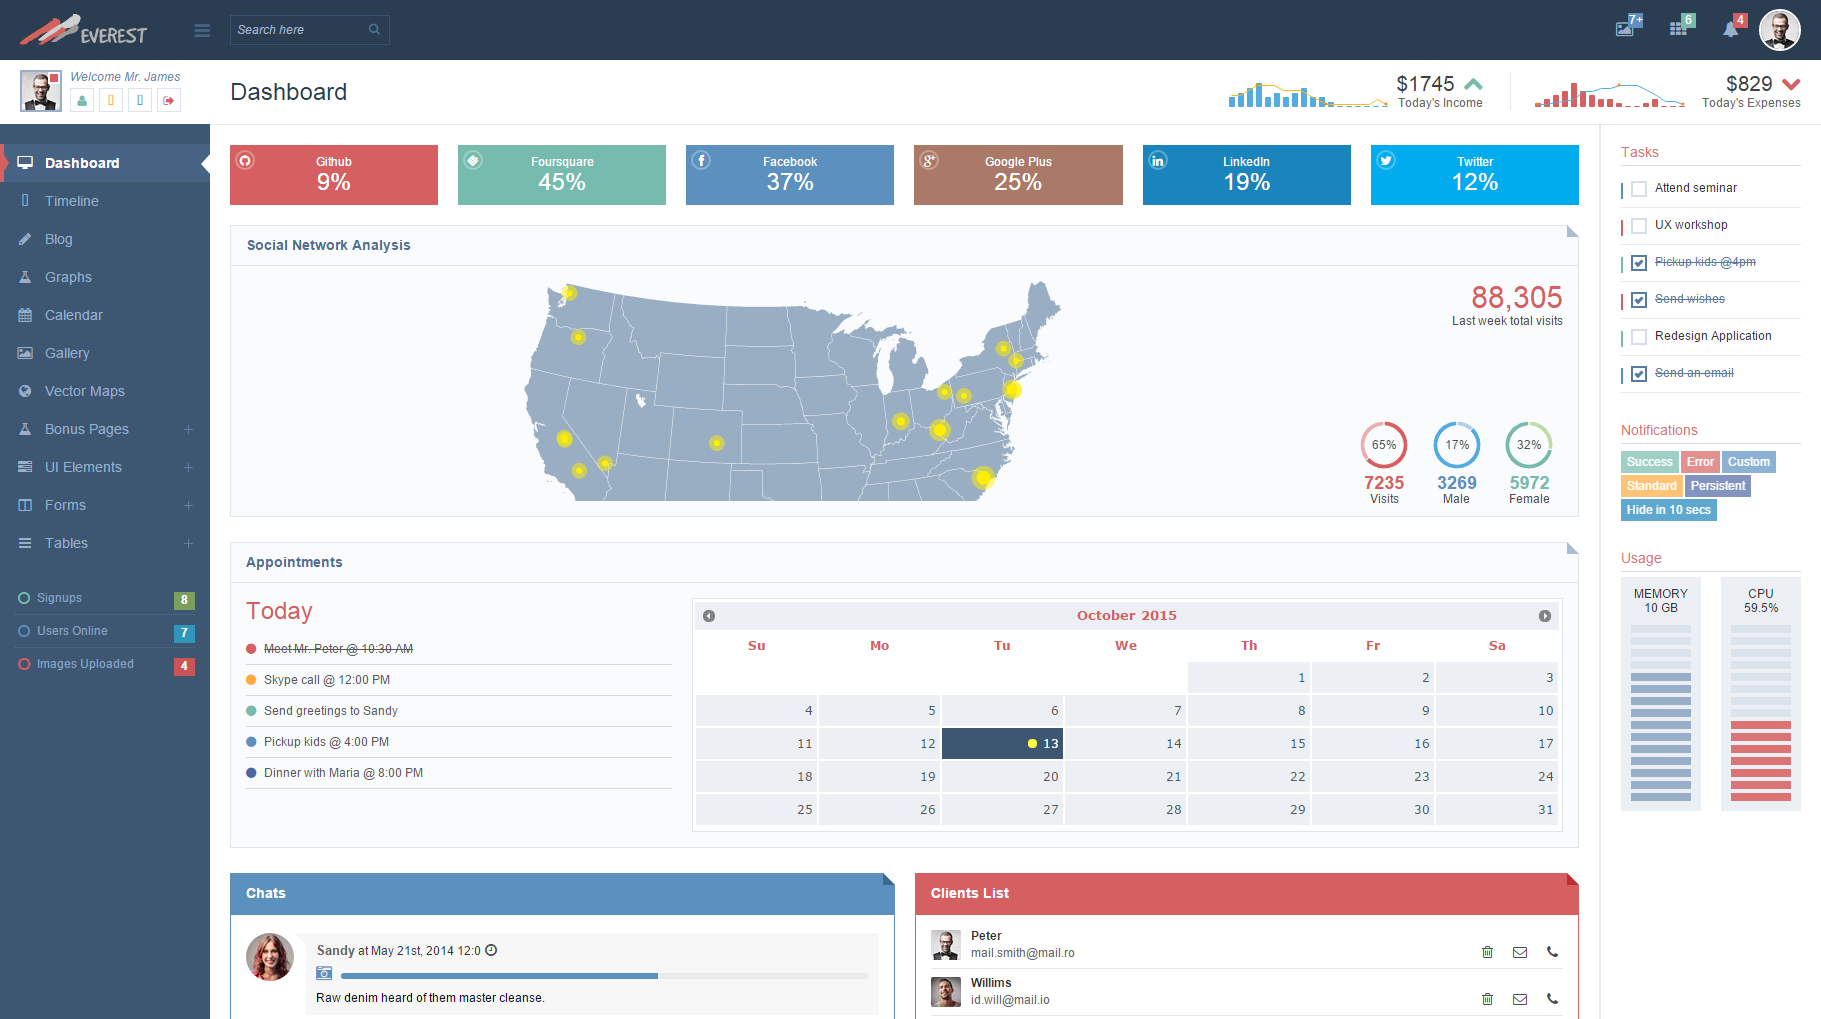 EVEREST
Search here
7+
6
4
Welcome Mr. James
Dashboard
$1745
Today's Income
$829
Today's Expenses
Dashboard
Timeline
Blog
Graphs
Calendar
Gallery
Vector Maps
Bonus Pages +
UI Elements +
Forms +
Tables +
Signups 8
Users Online 7
Images Uploaded 4
Github
9%
Foursquare
45%
f
Facebook
37%
g+
Google Plus
25%
in
LinkedIn
19%
Twitter
12%
Social Network Analysis
88,305
Last week total visits
65%
7235
Visits
17%
3269
Male
32%
5972
Female
Appointments
Today
Meet Mr. Peter @ 10:30 AM
Skype call @ 12:00 PM
Send greetings to Sandy
Pickup kids @ 4:00 PM
Dinner with Maria @ 8:00 PM
October 2015
Su Mo Tu We Th Fr Sa
1 2 3
4 5 6 7 8 9 10
11 12 13 14 15 16 17
18 19 20 21 22 23 24
25 26 27 28 29 30 31
Chats
Sandy at May 21st, 2014 12:0
Raw denim heard of them master cleanse.
Clients List
Peter
mail.smith@mail.ro
Willims
id.will@mail.io
Tasks
Attend seminar
UX workshop
Pickup kids @4pm
Send wishes
Redesign Application
Send an email
Notifications
Success Error Custom
Standard Persistent
Hide in 10 secs
Usage
MEMORY
10 GB
CPU
59.5%